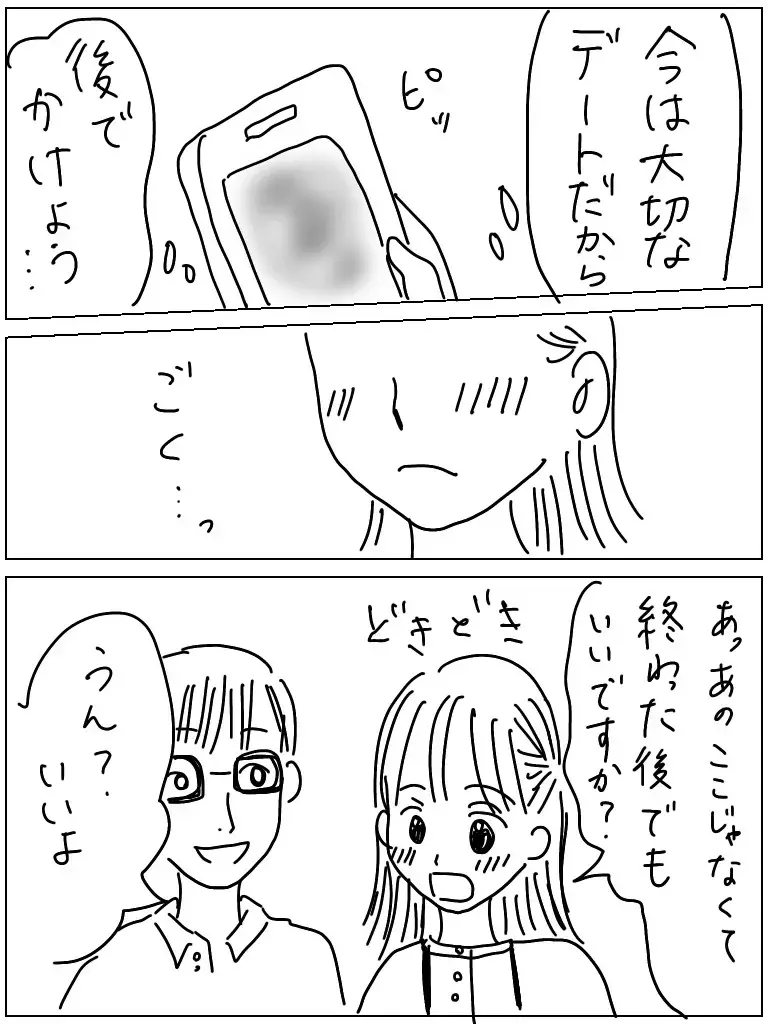 今は大切な
デートだから
ピッ
後で
かけよう
…
ごく…っ
あっあのここじゃなくて
終わった後でも
いいですか？
どきどき
うん？
いいよ